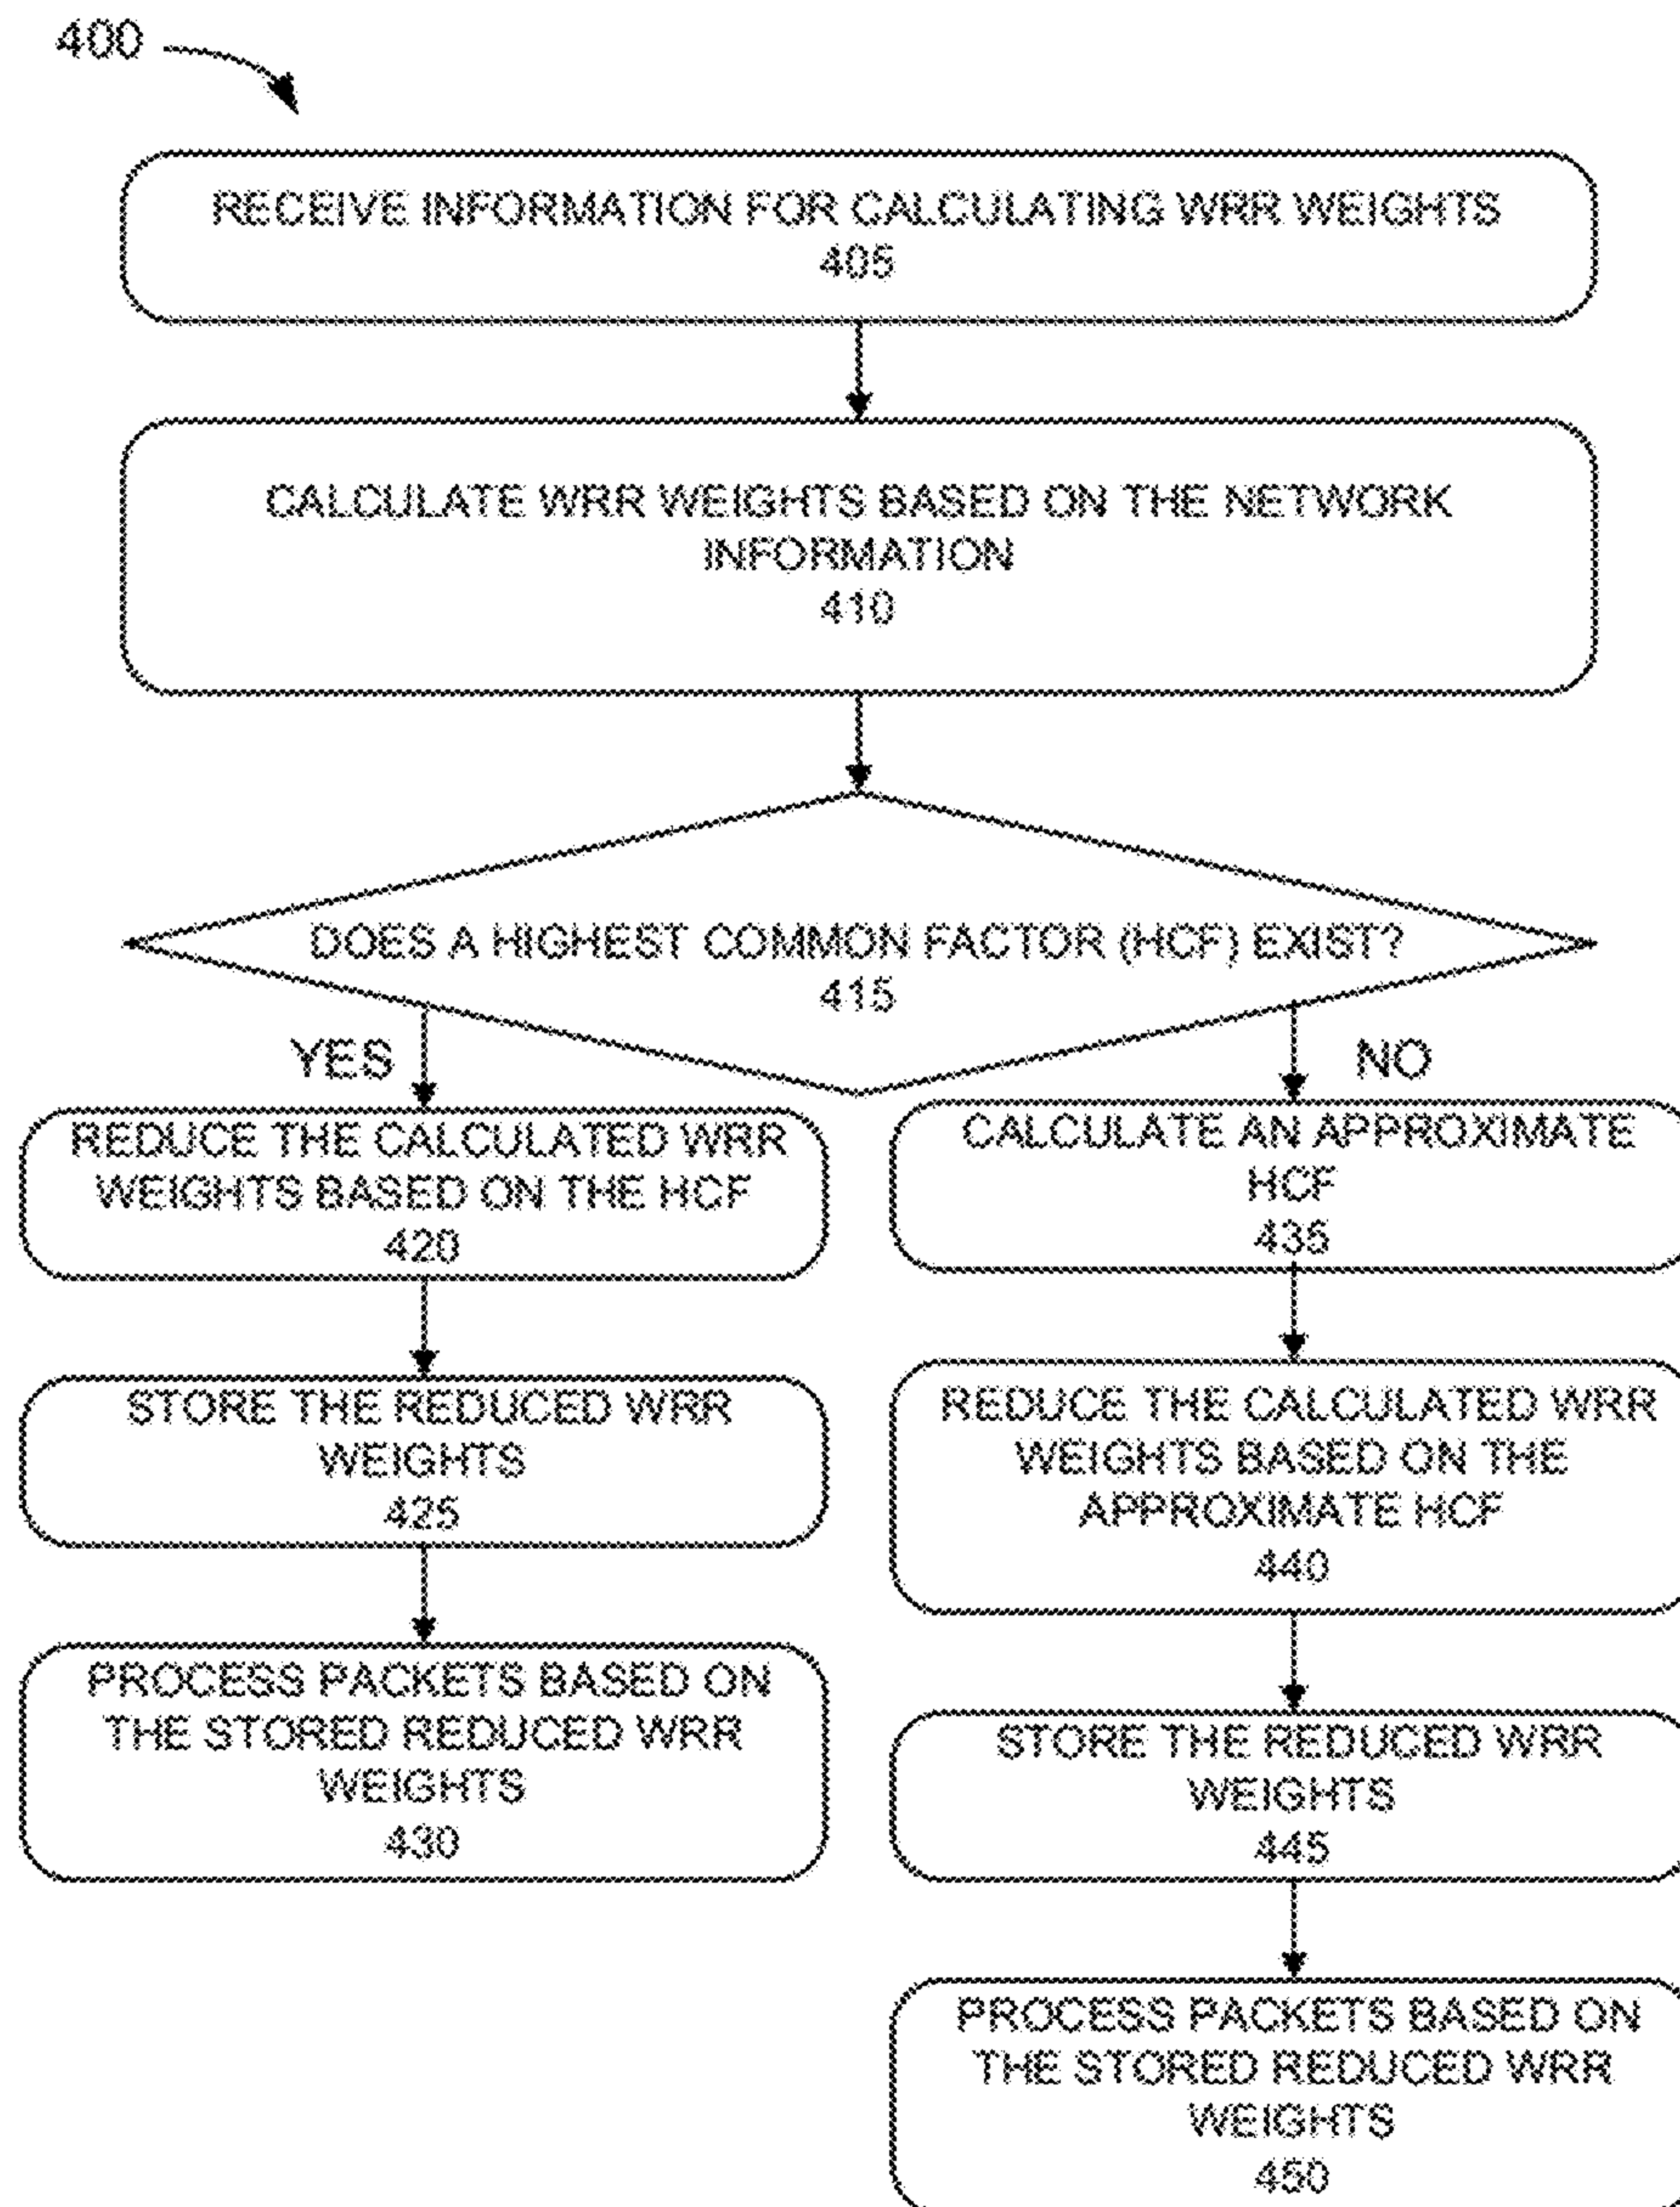 400
RECEIVE INFORMATION FOR CALCULATING WRR WEIGHTS
405
CALCULATE WRR WEIGHTS BASED ON THE NETWORK
INFORMATION
410
DOES A HIGHEST COMMON FACTOR (HCF) EXIST?
415
YES
NO
REDUCE THE CALCULATED WRR
WEIGHTS BASED ON THE HCF
420
STORE THE REDUCED WRR
WEIGHTS
425
PROCESS PACKETS BASED ON
THE STORED REDUCED WRR
WEIGHTS
430
CALCULATE AN APPROXIMATE
HCF
435
REDUCE THE CALCULATED WRR
WEIGHTS BASED ON THE
APPROXIMATE HCF
440
STORE THE REDUCED WRR
WEIGHTS
445
PROCESS PACKETS BASED ON
THE STORED REDUCED WRR
WEIGHTS
450